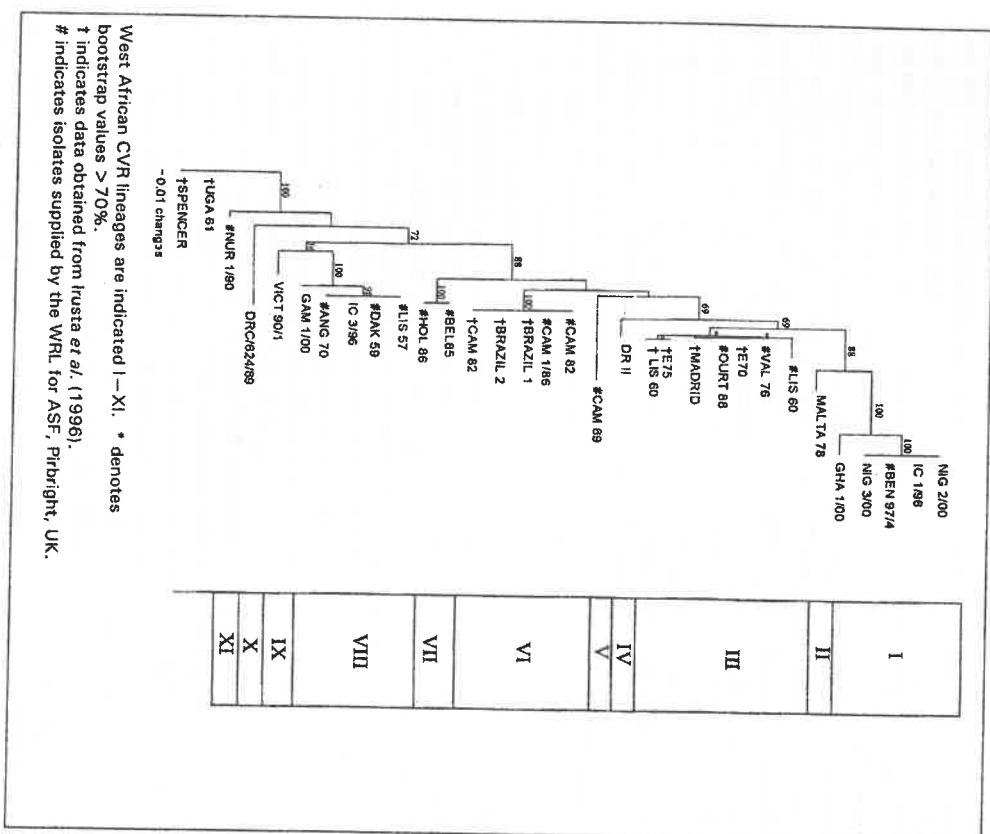 NIG 2/00
IC 1/96
#BEN 97/4
NIG 3/00
GHA 1/00
MALTA 78
#LIS 60
#VAL 76
†E70
#OURT 88
†MADRID
†E75
† LIS 60
DR II
#CAM 69
#CAM 82
#CAM 1/86
†BRAZIL 1
†BRAZIL 2
†CAM 82
#BEL85
#HOL 86
#LIS 57
#DAK 59
IC 3/96
#ANG 70
GAM 1/00
VICT 90/1
DRC/624/89
#NUR 1/90
†UGA 61
†SPENCER
100
100
88
69
69
*
*
88
100
100
72
100
100
I
II
III
IV
V
VI
VII
VIII
IX
X
XI
−0.01 changes
West African CVR lineages are indicated I–XI. * denotes
bootstrap values > 70%.
† indicates data obtained from Irusta et al. (1996).
# indicates isolates supplied by the WRL for ASF, Pirbright, UK.